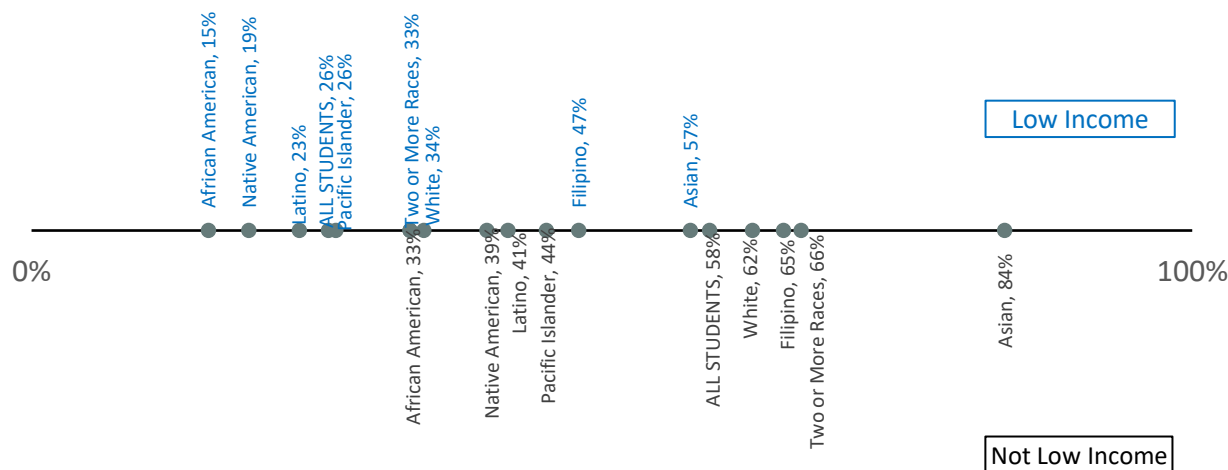 African American, 15%
Native American, 19%
Latino, 23%
ALL STUDENTS, 26%
Pacific Islander, 26%
Two or More Races, 33%
White, 34%
Filipino, 47%
Asian, 57%
Low Income
0%
100%
African American, 33%
Native American, 39%
Latino, 41%
Pacific Islander, 44%
ALL STUDENTS, 58%
White, 62%
Filipino, 65%
Two or More Races, 66%
Asian, 84%
Not Low Income